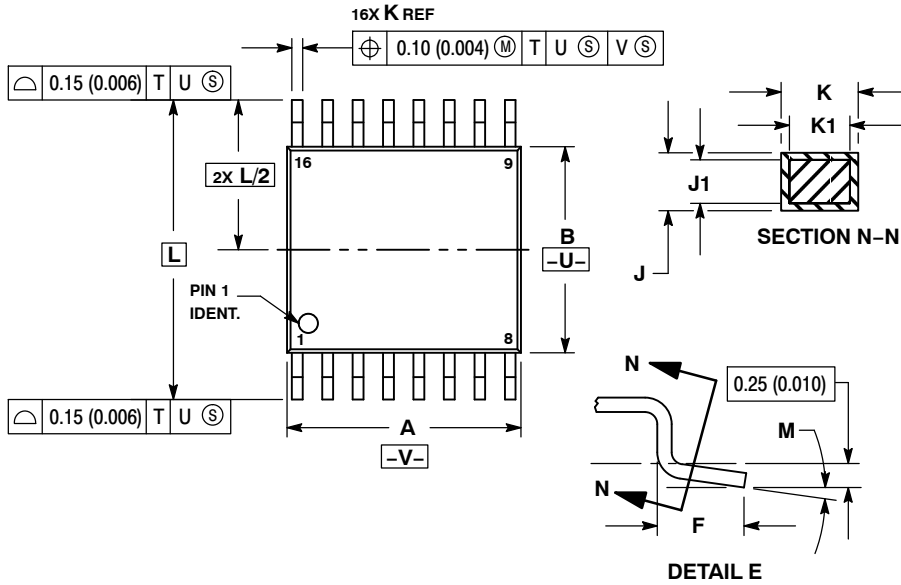 16X K REF
⌖ 0.10 (0.004) Ⓜ T U Ⓢ V Ⓢ
⌓ 0.15 (0.006) T U Ⓢ
K
K1
16
9
2X L/2
J1
SECTION N–N
B
–U–
L
J
PIN 1
IDENT.
1
8
N
0.25 (0.010)
⌓ 0.15 (0.006) T U Ⓢ
A
–V–
M
N
F
DETAIL E